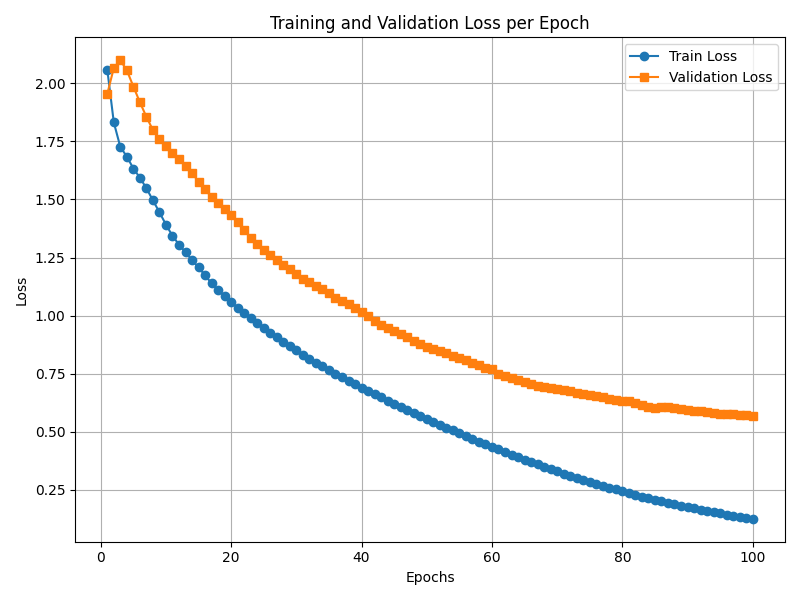 Training and Validation Loss per Epoch
Train Loss
Validation Loss
Loss
2.00
1.75
1.50
1.25
1.00
0.75
0.50
0.25
0 20 40 60 80 100
Epochs